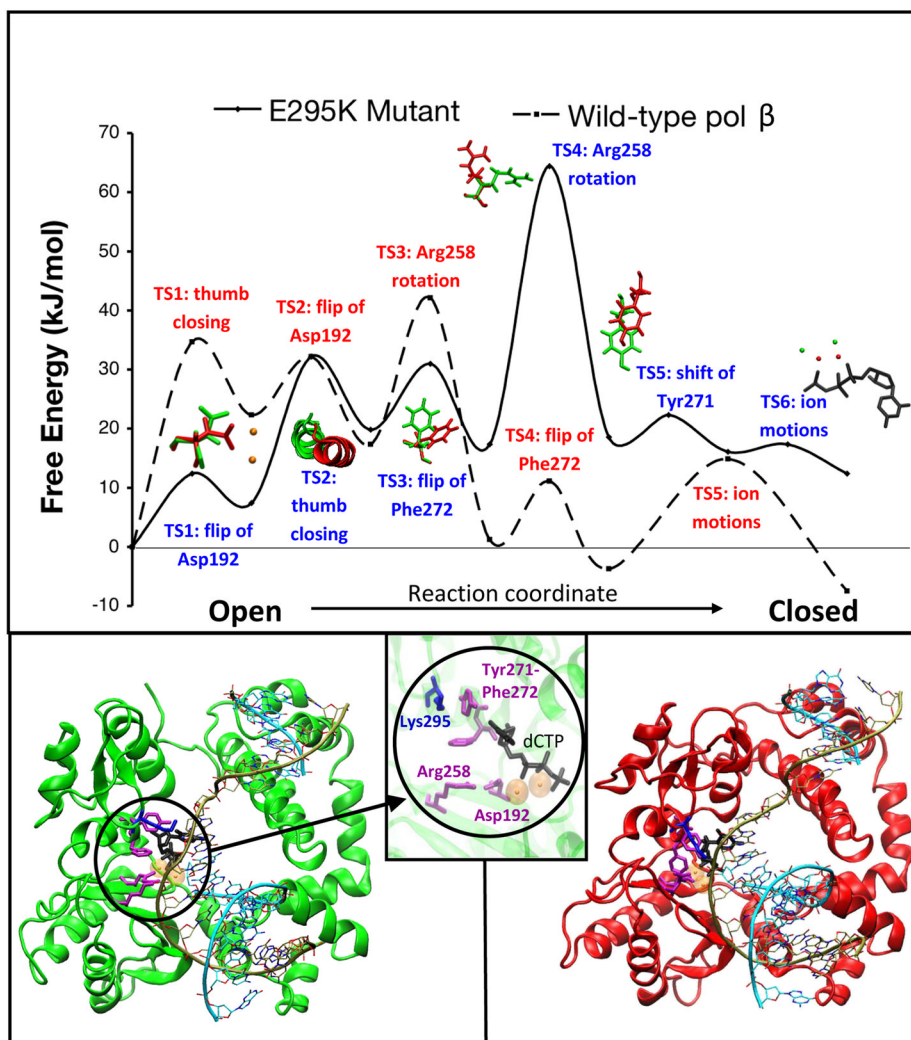 E295K Mutant
Wild-type pol β
Free Energy (kJ/mol)
70
60
50
40
30
20
10
0
-10
TS4: Arg258
rotation
TS3: Arg258
rotation
TS1: thumb
closing
TS2: flip of
Asp192
TS5: shift of
Tyr271
TS6: ion
motions
TS4: flip of
Phe272
TS2:
thumb
closing
TS3: flip of
Phe272
TS1: flip of
Asp192
TS5: ion
motions
Open
Reaction coordinate
Closed
Tyr271-
Phe272
Lys295
dCTP
Arg258
Asp192